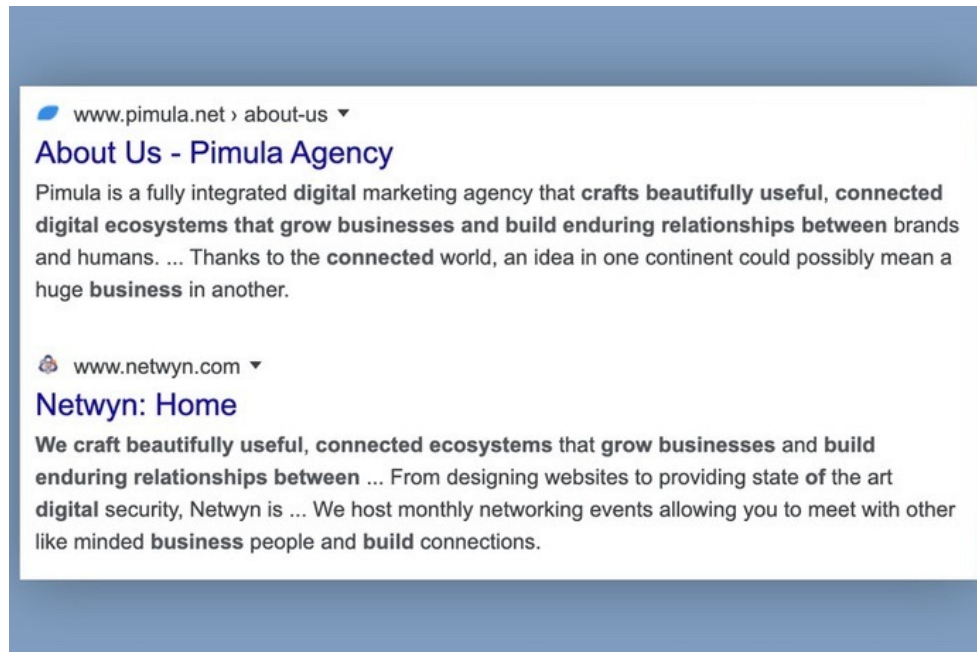 www.pimula.net › about-us
About Us - Pimula Agency
Pimula is a fully integrated digital marketing agency that crafts beautifully useful, connected
digital ecosystems that grow businesses and build enduring relationships between brands
and humans. ... Thanks to the connected world, an idea in one continent could possibly mean a
huge business in another.
www.netwyn.com
Netwyn: Home
We craft beautifully useful, connected ecosystems that grow businesses and build
enduring relationships between ... From designing websites to providing state of the art
digital security, Netwyn is ... We host monthly networking events allowing you to meet with other
like minded business people and build connections.